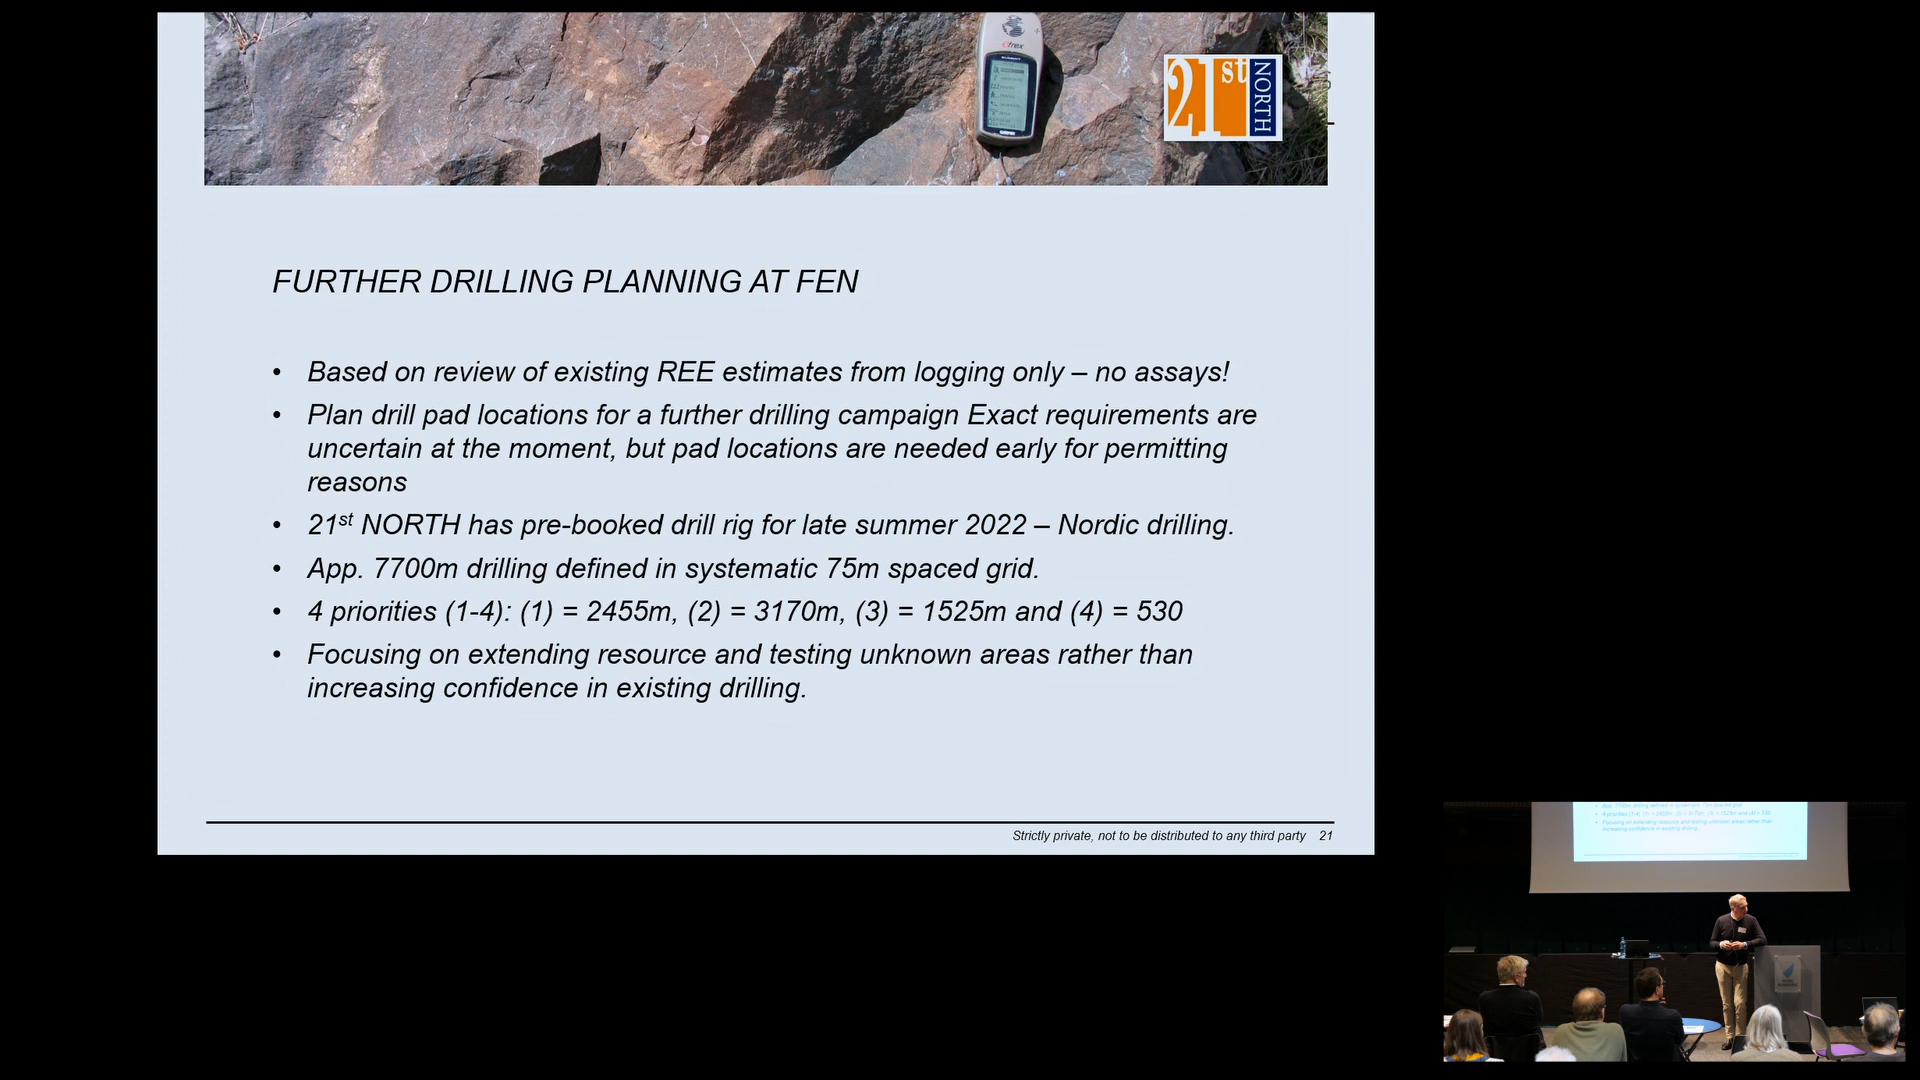 etrex
21st NORTH
FURTHER DRILLING PLANNING AT FEN
• Based on review of existing REE estimates from logging only – no assays!
• Plan drill pad locations for a further drilling campaign Exact requirements are
uncertain at the moment, but pad locations are needed early for permitting
reasons
• 21st NORTH has pre-booked drill rig for late summer 2022 – Nordic drilling.
• App. 7700m drilling defined in systematic 75m spaced grid.
• 4 priorities (1-4): (1) = 2455m, (2) = 3170m, (3) = 1525m and (4) = 530
• Focusing on extending resource and testing unknown areas rather than
increasing confidence in existing drilling.
Strictly private, not to be distributed to any third party 21